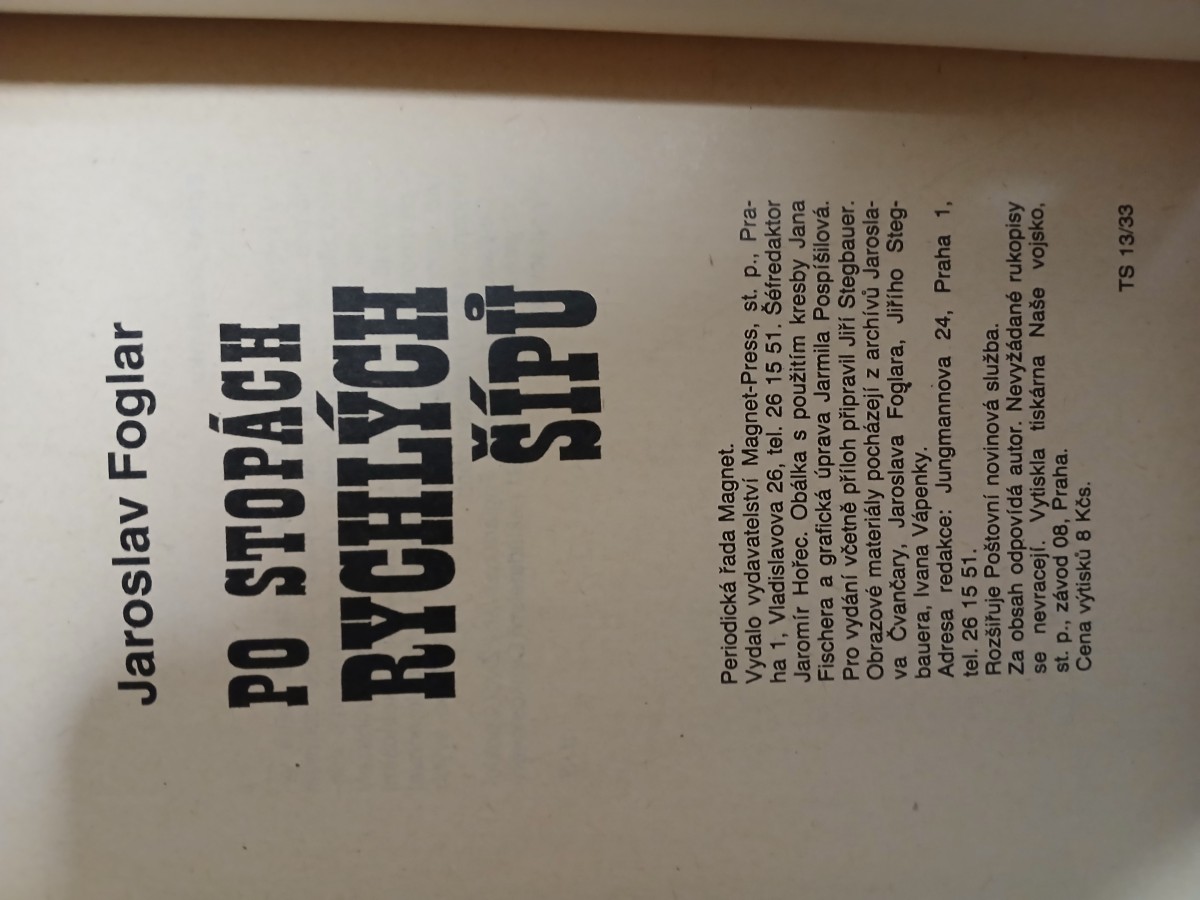 Jaroslav Foglar
PO STOPÁCH
RYCHLÝCH
ŠÍPŮ
Periodická řada Magnet.
Vydalo vydavatelství Magnet-Press, st. p., Pra-
ha 1, Vladislavova 26, tel. 26 15 51. Šéfredaktor
Jaromír Hořec. Obálka s použitím kresby Jana
Fischera a grafická úprava Jarmila Pospíšilová.
Pro vydání včetně příloh připravil Jiří Stegbauer.
Obrazové materiály pocházejí z archívů Jarosla-
va Čvančary, Jaroslava Foglara, Jiřího Steg-
bauera, Ivana Vápenky.
Adresa redakce: Jungmannova 24, Praha 1,
tel. 26 15 51.
Rozšiřuje Poštovní novinová služba.
Za obsah odpovídá autor. Nevyžádané rukopisy
se nevracejí. Vytiskla tiskárna Naše vojsko,
st. p., závod 08, Praha.
Cena výtisků 8 Kčs.
TS 13/33